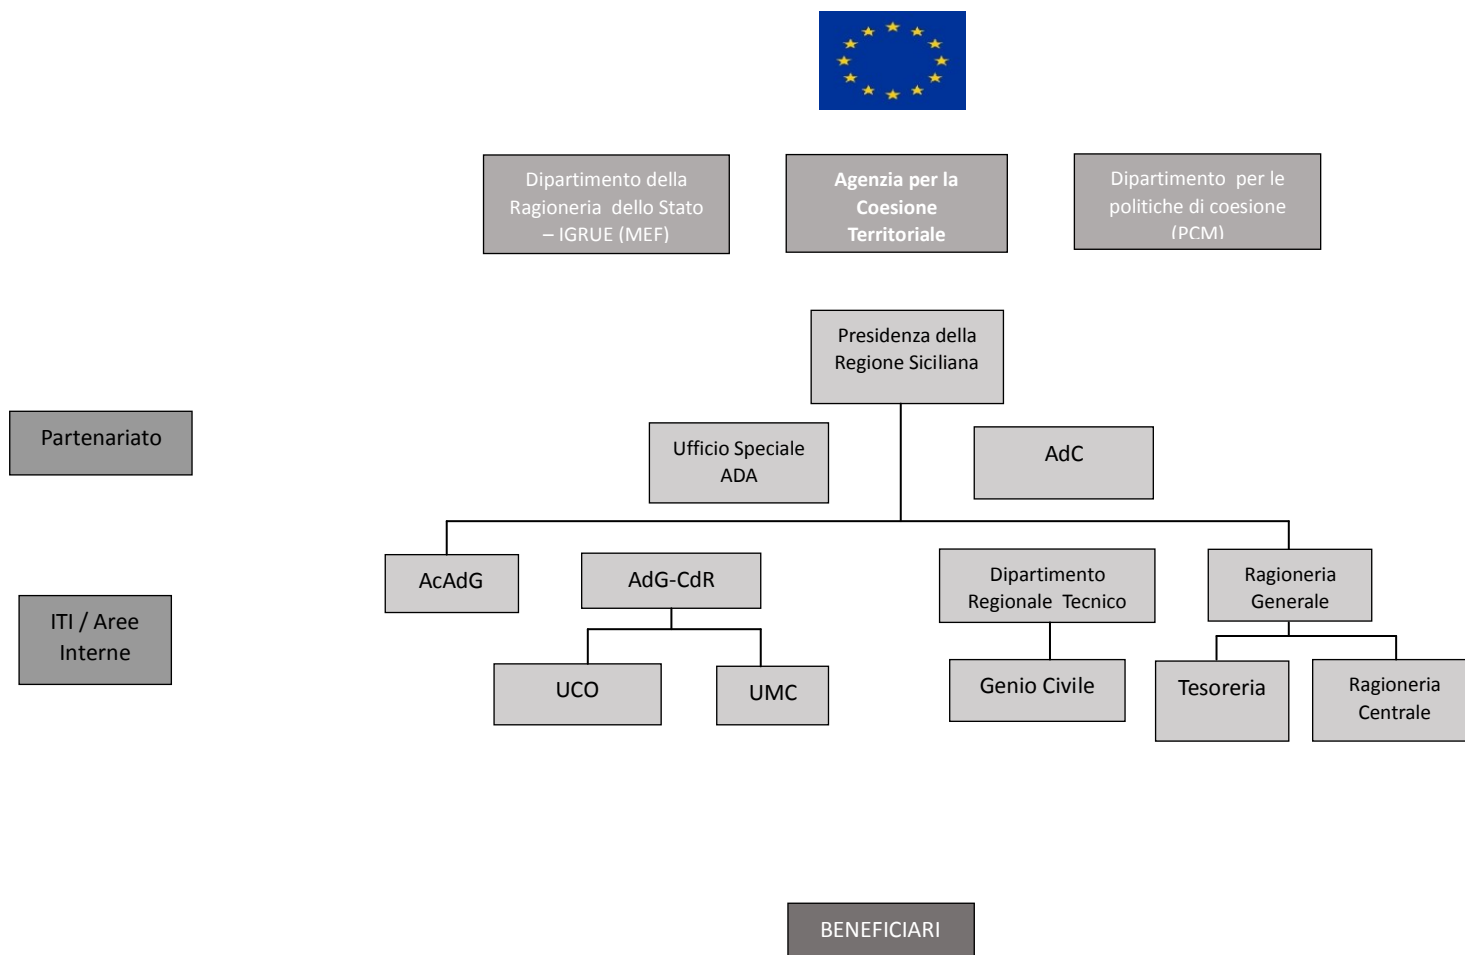 Dipartimento della
Ragioneria dello Stato
– IGRUE (MEF)
Agenzia per la
Coesione
Territoriale
Dipartimento per le
politiche di coesione
(PCM)
Presidenza della
Regione Siciliana
Partenariato
Ufficio Speciale
ADA
AdC
AcAdG
AdG-CdR
Dipartimento
Regionale Tecnico
Ragioneria
Generale
ITI / Aree
Interne
UCO
UMC
Genio Civile
Tesoreria
Ragioneria
Centrale
BENEFICIARI